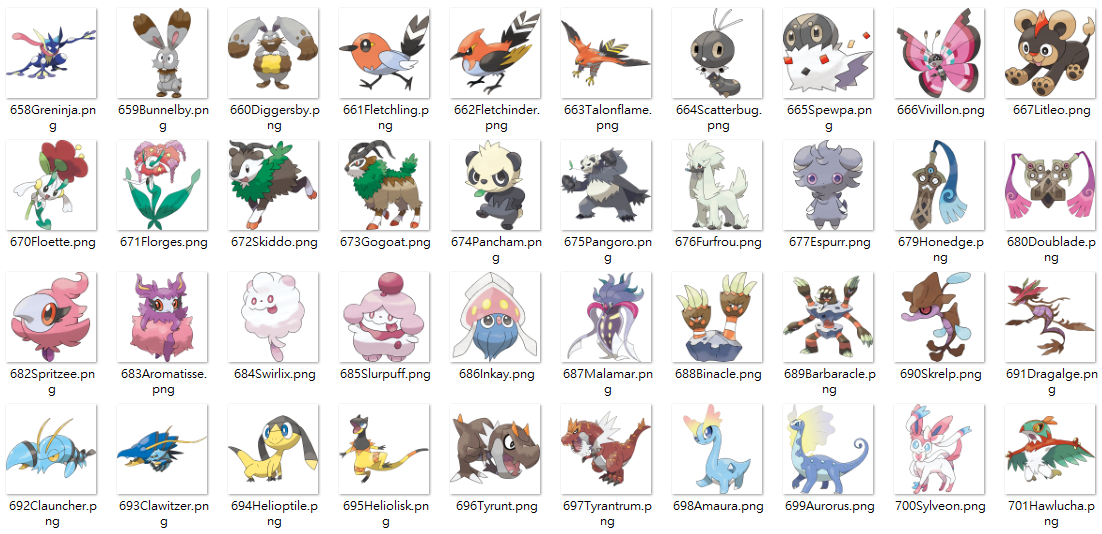 658Greninja.pn
g
659Bunnelby.pn
g
660Diggersby.p
ng
661Fletchling.p
ng
662Fletchinder.
png
663Talonflame.
png
664Scatterbug.
png
665Spewpa.pn
g
666Vivillon.png
667Litleo.png
670Floette.png
671Florges.png
672Skiddo.png
673Gogoat.png
674Pancham.pn
g
675Pangoro.pn
g
676Furfrou.png
677Espurr.png
679Honedge.p
ng
680Doublade.p
ng
682Spritzee.pn
g
683Aromatisse.
png
684Swirlix.png
685Slurpuff.png
686Inkay.png
687Malamar.pn
g
688Binacle.png
689Barbaracle.p
ng
690Skrelp.png
691Dragalge.pn
g
692Clauncher.p
ng
693Clawitzer.pn
g
694Helioptile.p
ng
695Heliolisk.pn
g
696Tyrunt.png
697Tyrantrum.p
ng
698Amaura.png
699Aurorus.png
700Sylveon.png
701Hawlucha.p
ng